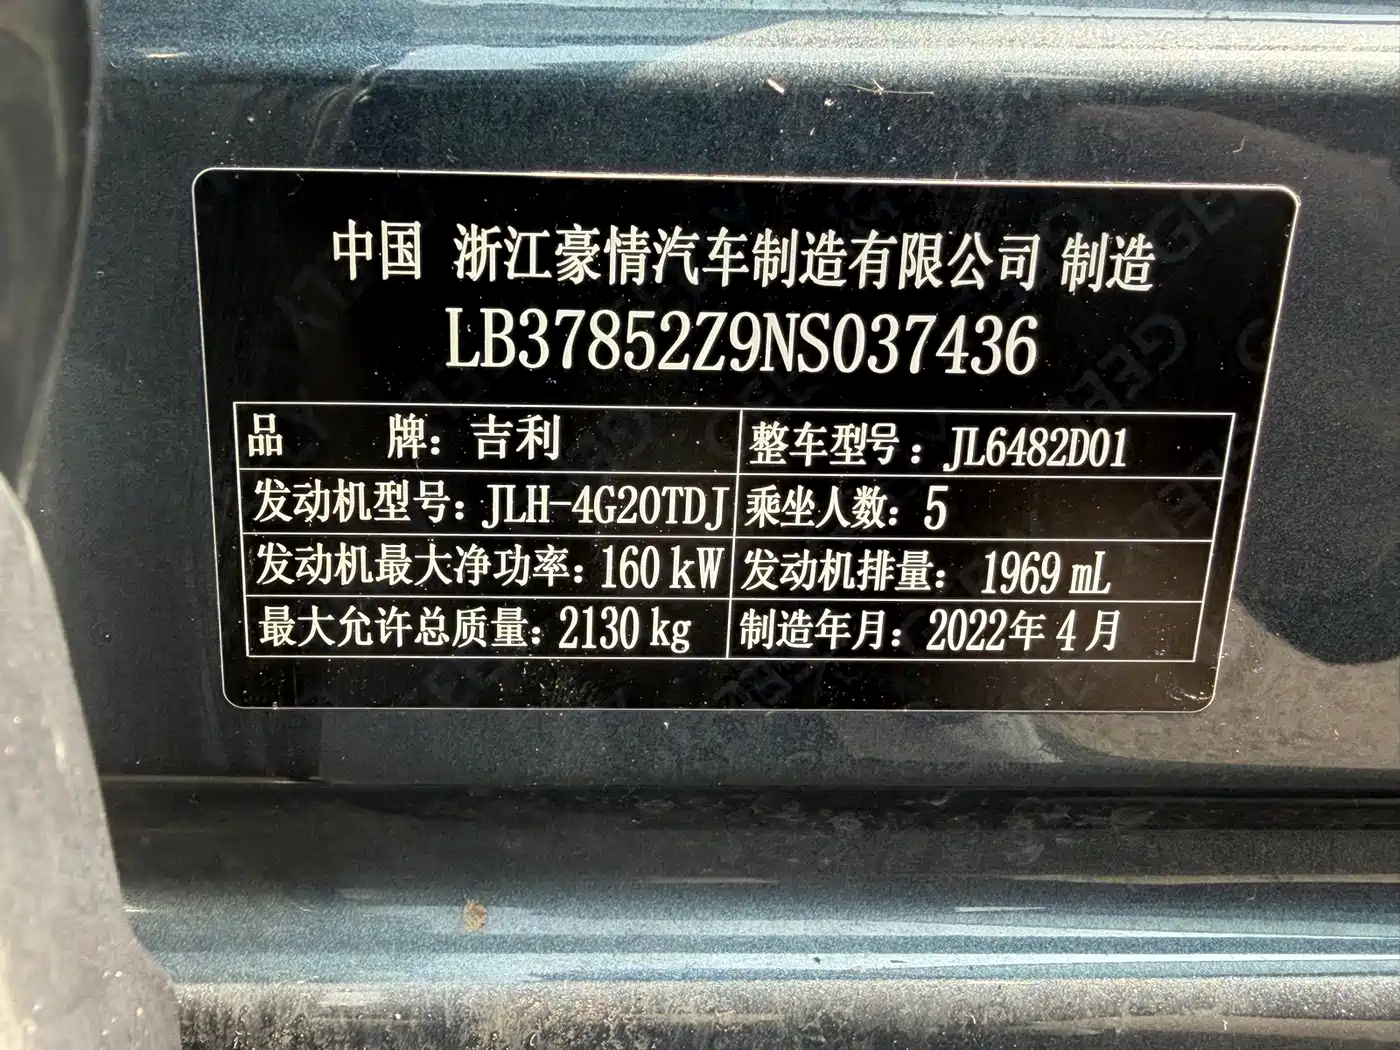 中国 浙江豪情汽车制造有限公司 制造
LB37852Z9NS037436
品 牌：吉利 整车型号：JL6482D01
发动机型号：JLH-4G20TDJ 乘坐人数：5
发动机最大净功率：160 kW 发动机排量： 1969 mL
最大允许总质量：2130 kg 制造年月：2022年 4 月